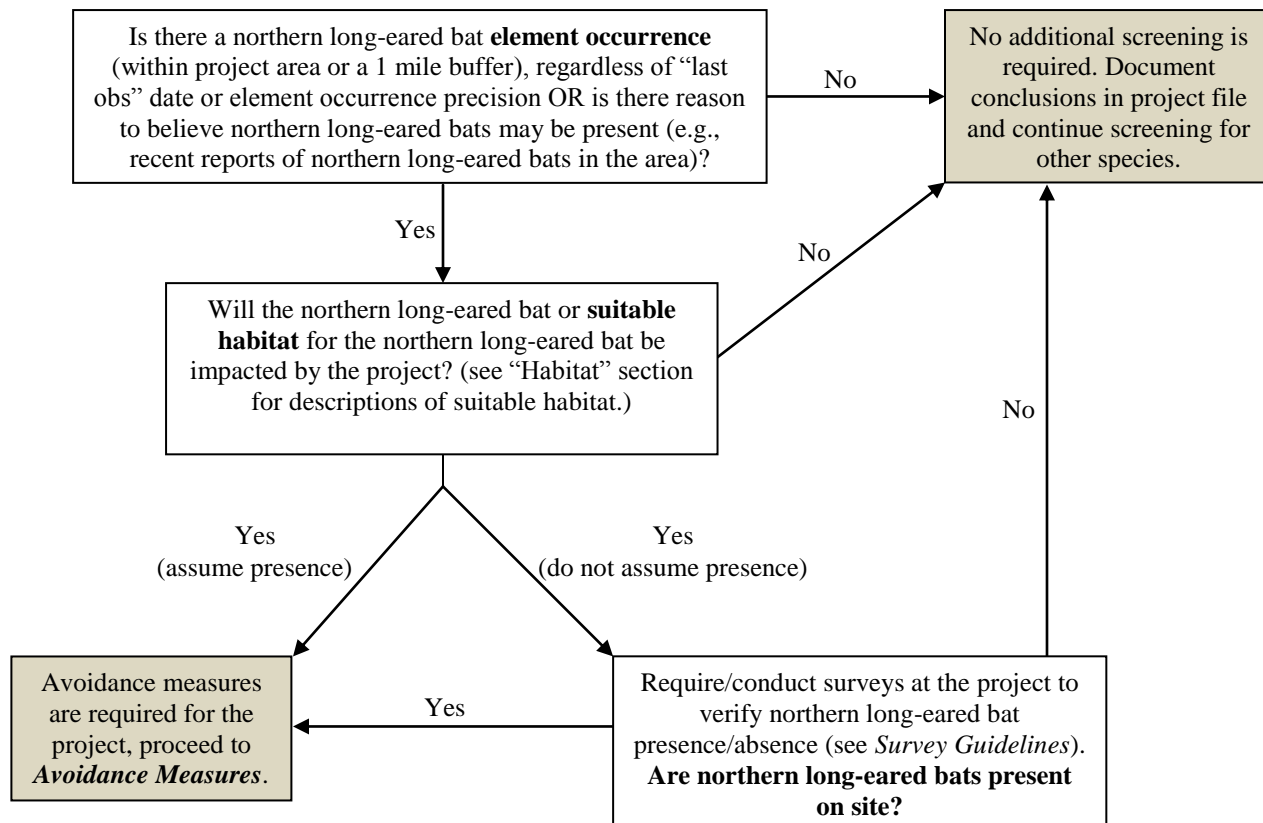 Is there a northern long-eared bat element occurrence
(within project area or a 1 mile buffer), regardless of “last
obs” date or element occurrence precision OR is there reason
to believe northern long-eared bats may be present (e.g.,
recent reports of northern long-eared bats in the area)?
No
No additional screening is
required. Document
conclusions in project file
and continue screening for
other species.
Yes
No
Will the northern long-eared bat or suitable
habitat for the northern long-eared bat be
impacted by the project? (see “Habitat” section
for descriptions of suitable habitat.)
No
Yes
(assume presence)
Yes
(do not assume presence)
Avoidance measures
are required for the
project, proceed to
Avoidance Measures.
Yes
Require/conduct surveys at the project to
verify northern long-eared bat
presence/absence (see Survey Guidelines).
Are northern long-eared bats present
on site?